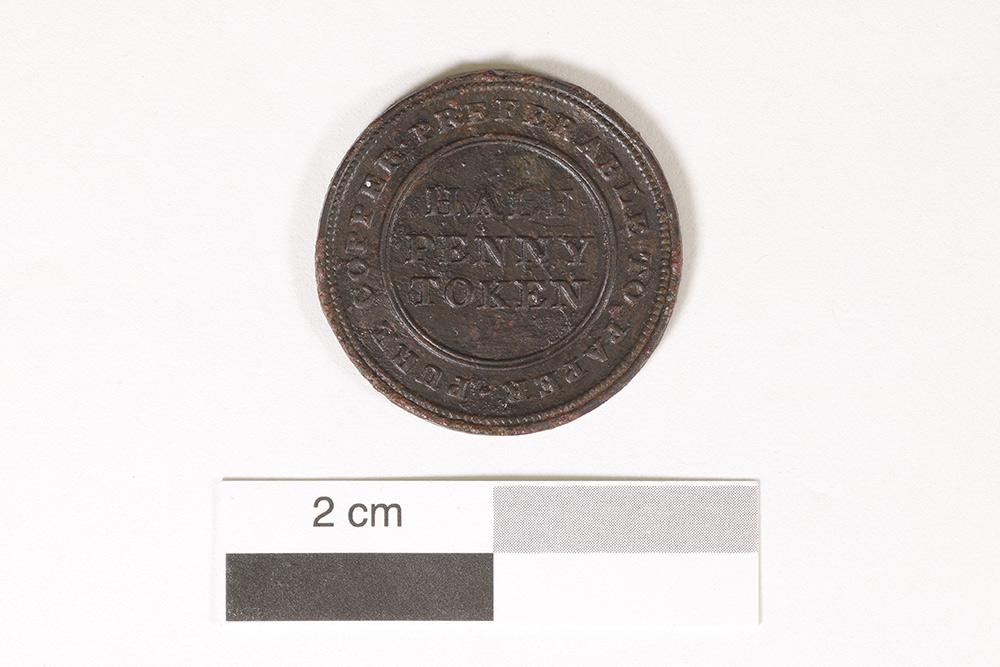 PURE COPPER · PREFERABLE TO · PAPER
HALF
PENNY
TOKEN
2 cm